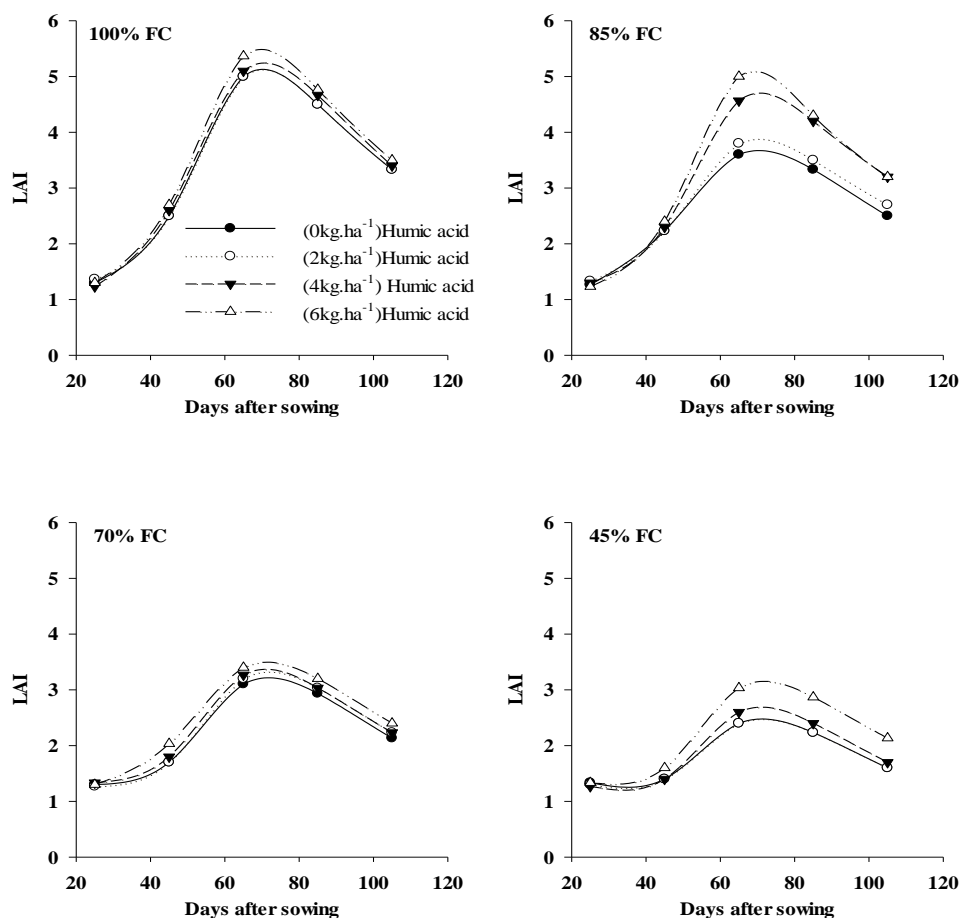 100% FC
6
5
4
3
2
1
0
LAI
(0kg.ha⁻¹)Humic acid
(2kg.ha⁻¹)Humic acid
(4kg.ha⁻¹) Humic acid
(6kg.ha⁻¹)Humic acid
20 40 60 80 100 120
Days after sowing
85% FC
6
5
4
3
2
1
0
LAI
20 40 60 80 100 120
Days after sowing
70% FC
6
5
4
3
2
1
0
LAI
20 40 60 80 100 120
Days after sowing
45% FC
6
5
4
3
2
1
0
LAI
20 40 60 80 100 120
Days after sowing